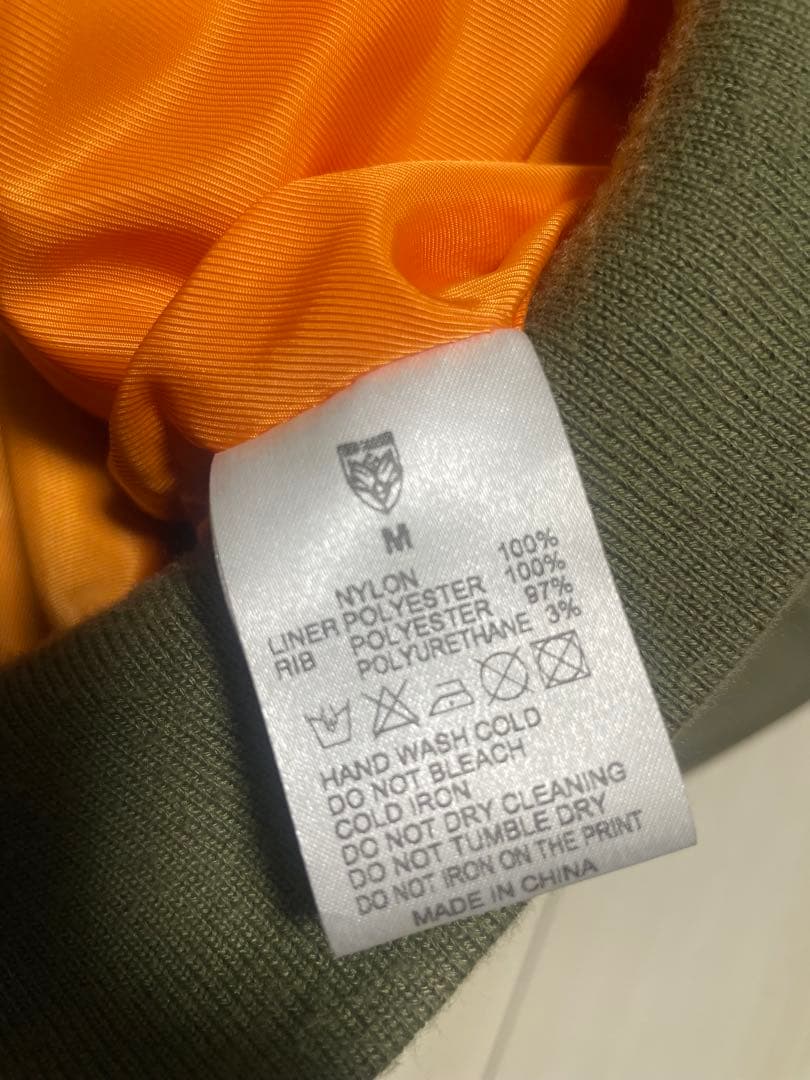 M
NYLON 100%
LINER POLYESTER 100%
RIB POLYESTER 97%
POLYURETHANE 3%
HAND WASH COLD
DO NOT BLEACH
COLD IRON
DO NOT DRY CLEANING
DO NOT TUMBLE DRY
DO NOT IRON ON THE PRINT
MADE IN CHINA